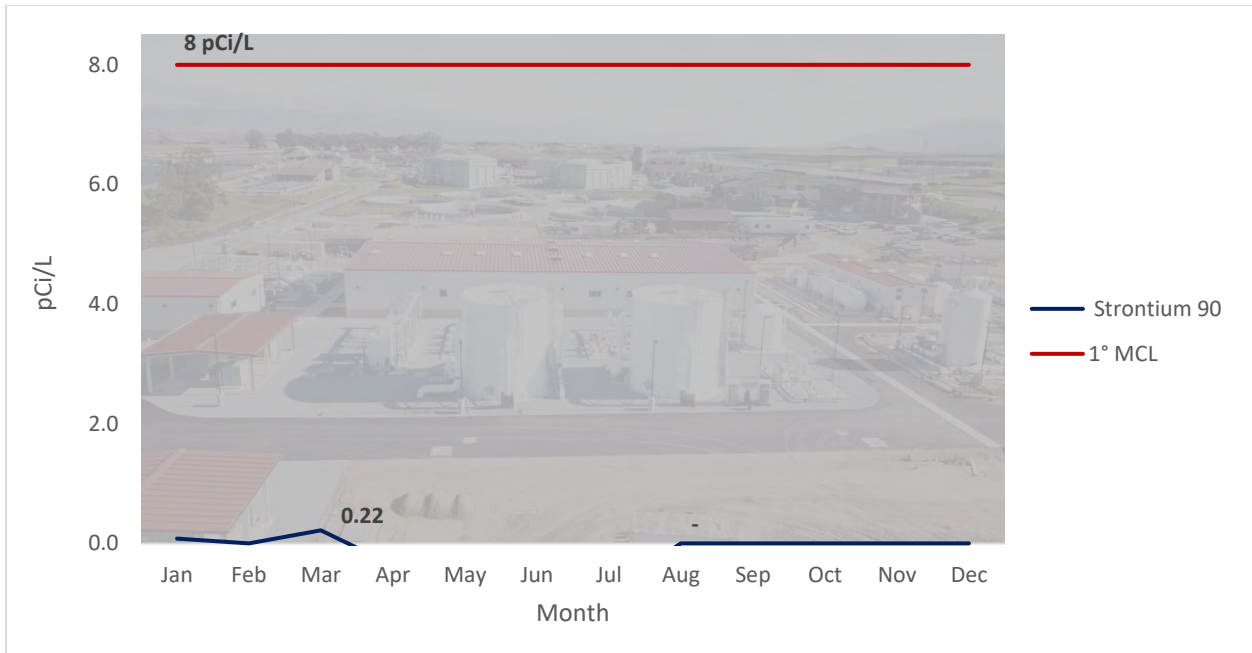 8 pCi/L
8.0
6.0
4.0
2.0
0.0
pCi/L
0.22
-
Jan Feb Mar Apr May Jun Jul Aug Sep Oct Nov Dec
Month
Strontium 90
1° MCL